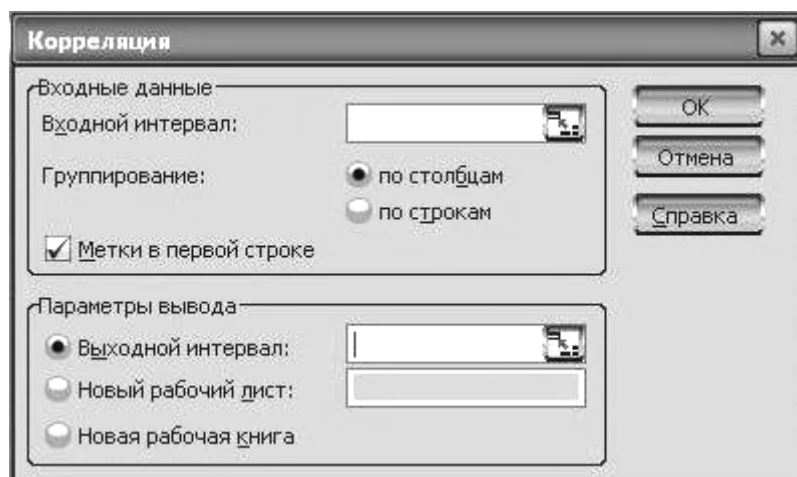 Корреляция
Входные данные
Входной интервал:
Группирование:
по столбцам
по строкам
Метки в первой строке
OK
Отмена
Справка
Параметры вывода
Выходной интервал:
Новый рабочий лист:
Новая рабочая книга